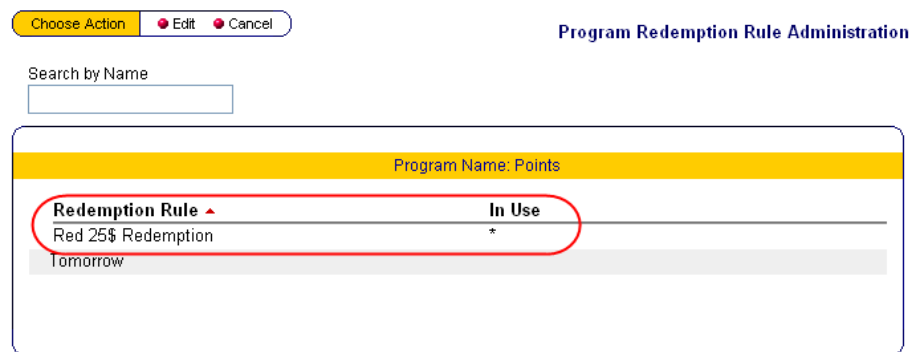 Choose Action Edit Cancel
Program Redemption Rule Administration
Search by Name
Program Name: Points
Redemption Rule In Use
Red 25$ Redemption *
Tomorrow